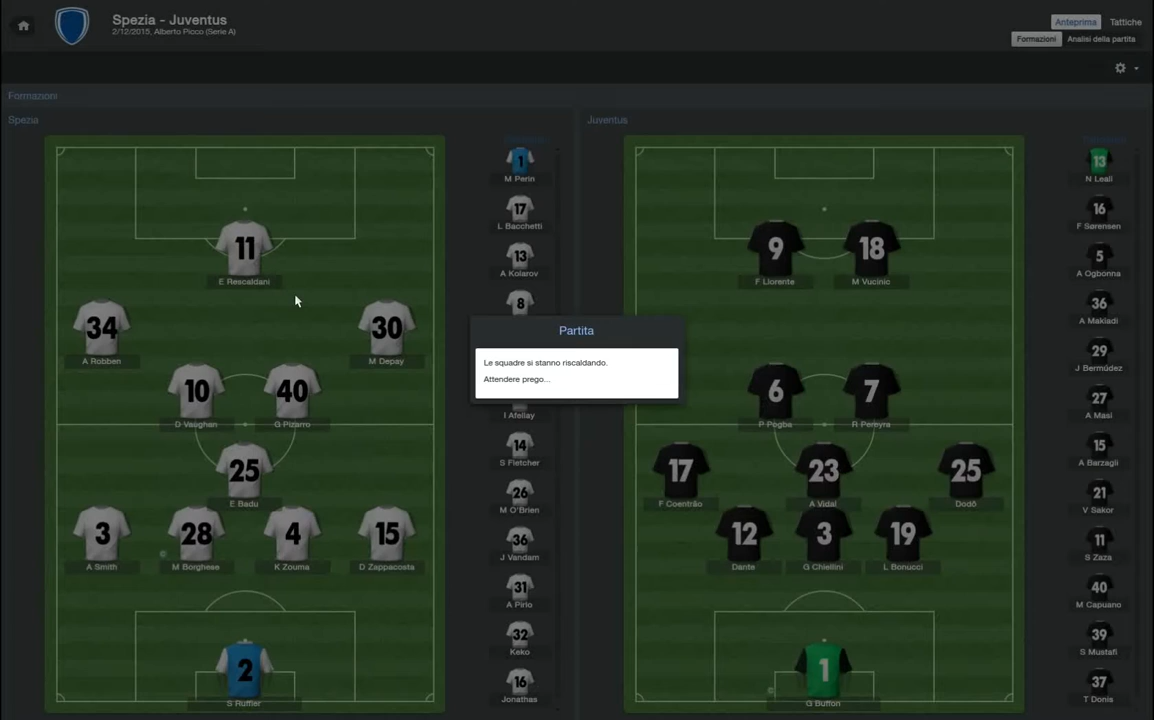 Spezia - Juventus
2/12/2015, Alberto Picco (Serie A)
Anteprima
Tattiche
Formazioni
Analisi della partita
Formazioni
Spezia
11
E Rescaldani
34
A Robben
30
M Depay
10
D Vaughan
40
G Pizarro
25
E Badu
3
A Smith
28
M Borghese
4
K Zouma
15
D Zappacosta
2
S Ruffier
1
M Perin
17
L Bacchetti
13
A Kolarov
8
I Afellay
14
S Fletcher
26
M O'Brien
36
J Vandam
31
A Pirlo
32
Keko
16
Jonathas
Partita
Le squadre si stanno riscaldando.
Attendere prego...
Juventus
9
F Llorente
18
M Vucinic
6
P Pogba
7
R Pereyra
17
F Coentrão
23
A Vidal
25
Dodô
12
Dante
3
G Chiellini
19
L Bonucci
1
G Buffon
13
N Leali
16
F Sørensen
5
A Ogbonna
36
A Makiadi
29
J Bermúdez
27
A Masi
15
A Barzagli
21
V Sakor
11
S Zaza
40
M Capuano
39
S Mustafi
37
T Donis